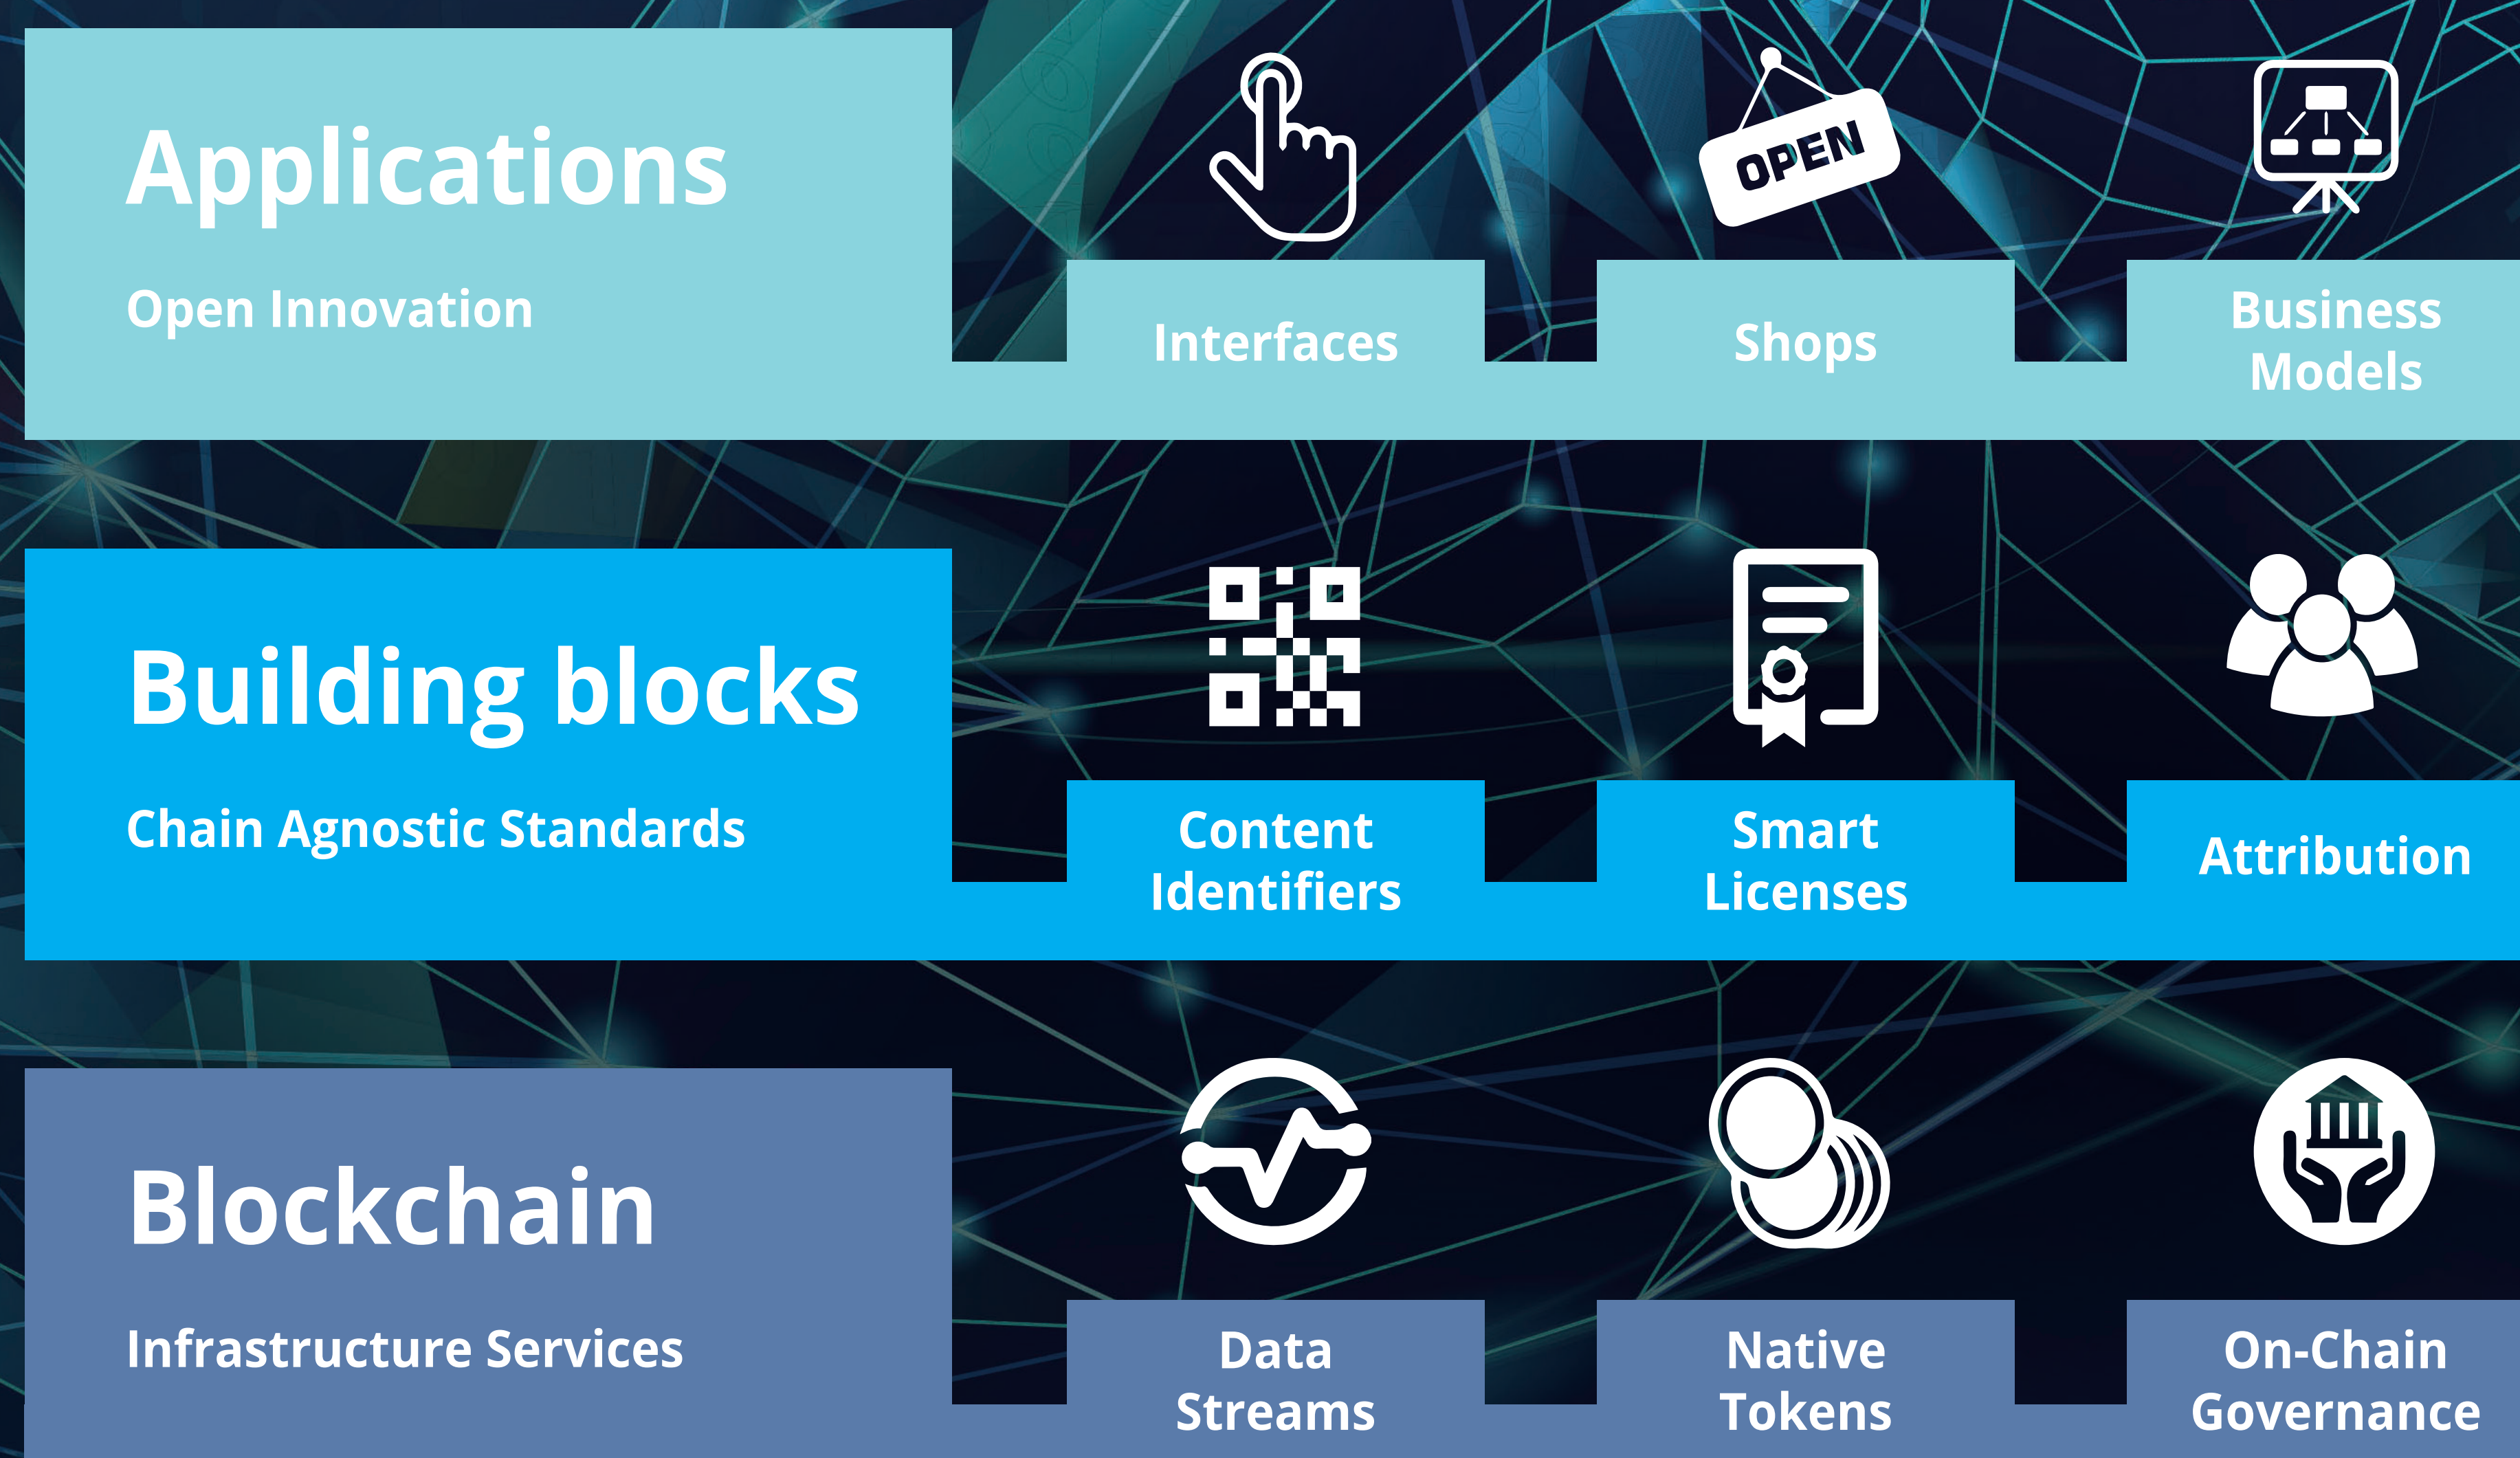 Applications
Open Innovation
OPEN
Interfaces
Shops
Business
Models
Building blocks
Chain Agnostic Standards
Content
Identifiers
Smart
Licenses
Attribution
Blockchain
Infrastructure Services
Data
Streams
Native
Tokens
On-Chain
Governance